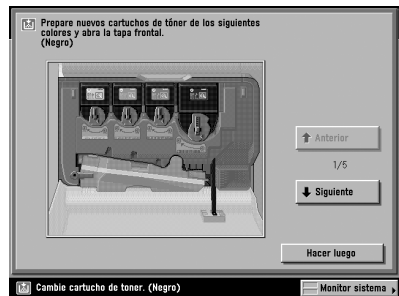 Prepare nuevos cartuchos de tóner de los siguientes
colores y abra la tapa frontal.
(Negro)
Anterior
1/5
Siguiente
Hacer luego
Cambie cartucho de toner. (Negro)
Monitor sistema